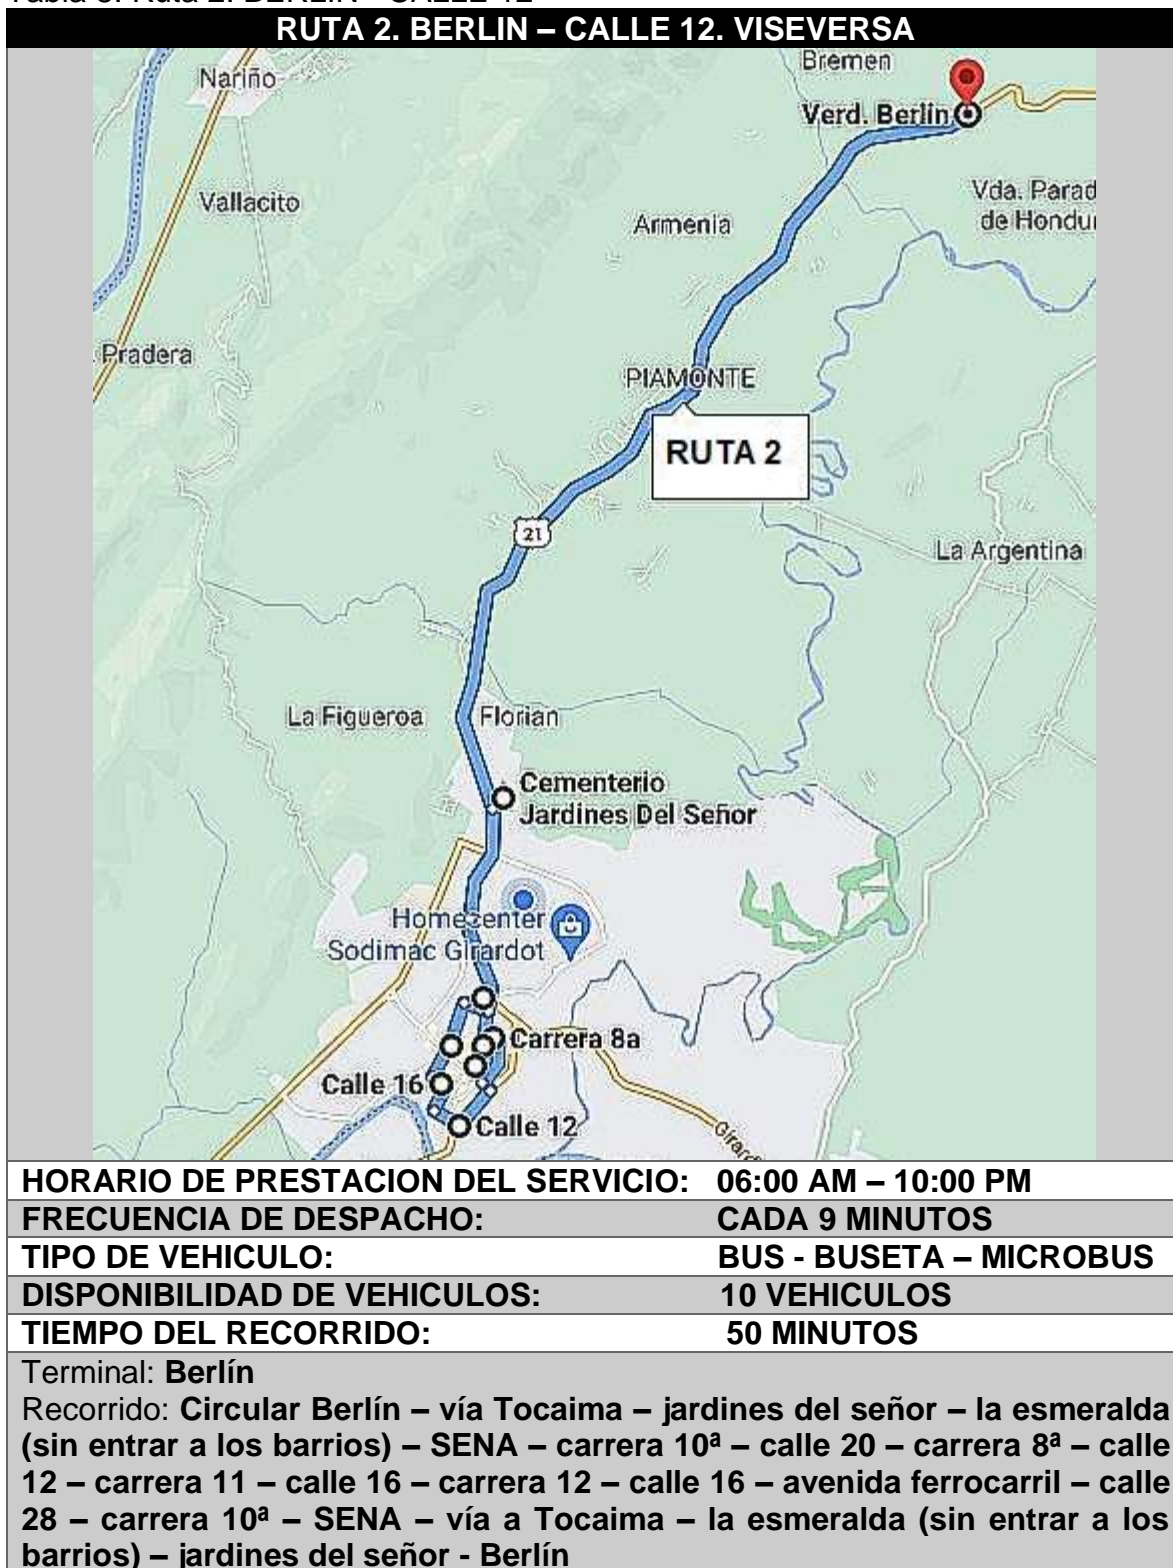 RUTA 2. BERLIN – CALLE 12. VISEVERSA
Bremen
Nariño
Verd. Berlín
Vallacito
Vda. Parad
de Hondu
Armenia
Pradera
PIAMONTE
RUTA 2
21
La Argentina
La Figueroa
Florian
Cementerio
Jardines Del Señor
Homecenter
Sodimac Girardot
Carrera 8a
Calle 16
Calle 12
Girard
HORARIO DE PRESTACION DEL SERVICIO: 06:00 AM – 10:00 PM
FRECUENCIA DE DESPACHO: CADA 9 MINUTOS
TIPO DE VEHICULO: BUS - BUSETA – MICROBUS
DISPONIBILIDAD DE VEHICULOS: 10 VEHICULOS
TIEMPO DEL RECORRIDO: 50 MINUTOS
Terminal: Berlín
Recorrido: Circular Berlín – vía Tocaima – jardines del señor – la esmeralda
(sin entrar a los barrios) – SENA – carrera 10ª – calle 20 – carrera 8ª – calle
12 – carrera 11 – calle 16 – carrera 12 – calle 16 – avenida ferrocarril – calle
28 – carrera 10ª – SENA – vía a Tocaima – la esmeralda (sin entrar a los
barrios) – jardines del señor - Berlín